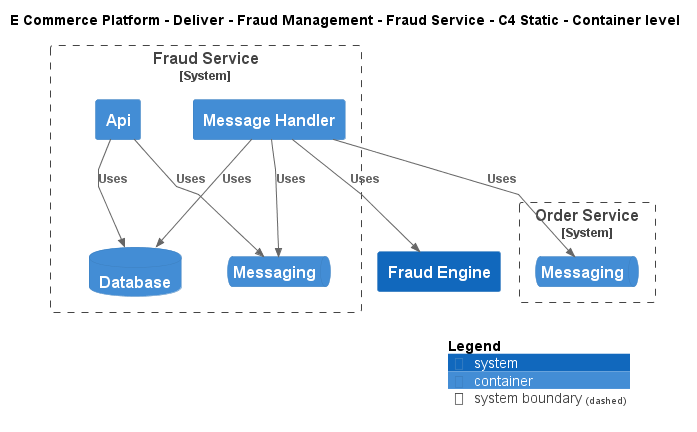 E Commerce Platform - Deliver - Fraud Management - Fraud Service - C4 Static - Container level
Fraud Service
[System]
Api
Message Handler
Uses
Uses
Uses
Uses
Uses
Uses
Order Service
[System]
Database
Messaging
Fraud Engine
Messaging
Legend
system
container
system boundary (dashed)